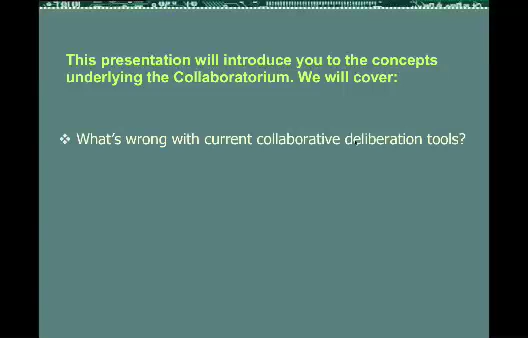 This presentation will introduce you to the concepts
underlying the Collaboratorium. We will cover:
❖ What's wrong with current collaborative deliberation tools?